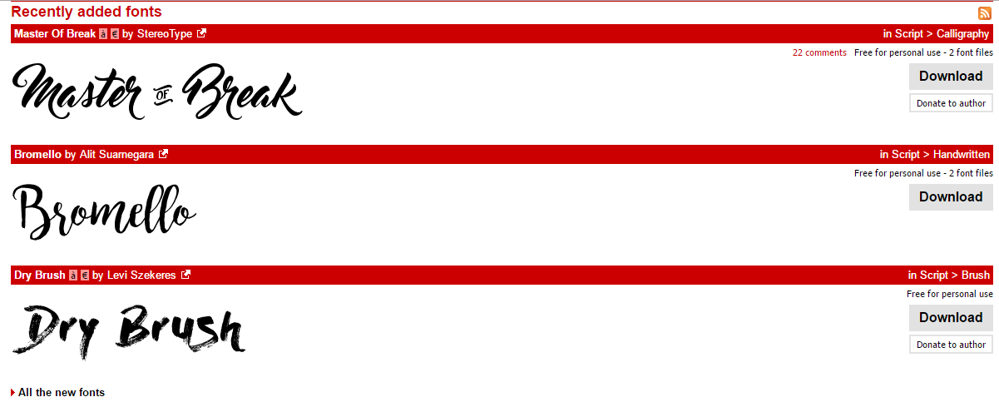 Recently added fonts
Master Of Break à € by StereoType in Script > Calligraphy
22 comments Free for personal use - 2 font files
Master OF Break
Download
Donate to author
Bromello by Alit Suarnegara in Script > Handwritten
Free for personal use - 2 font files
Bromello
Download
Dry Brush à € by Levi Szekeres in Script > Brush
Free for personal use
Dry Brush
Download
Donate to author
All the new fonts